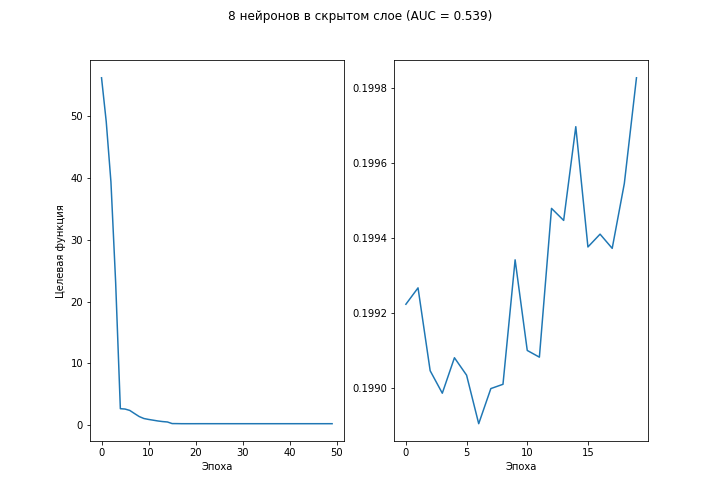 8 нейронов в скрытом слое (AUC = 0.539)
Целевая функция
50
40
30
20
10
0
0 10 20 30 40 50
Эпоха
0.1998
0.1996
0.1994
0.1992
0.1990
0 5 10 15
Эпоха